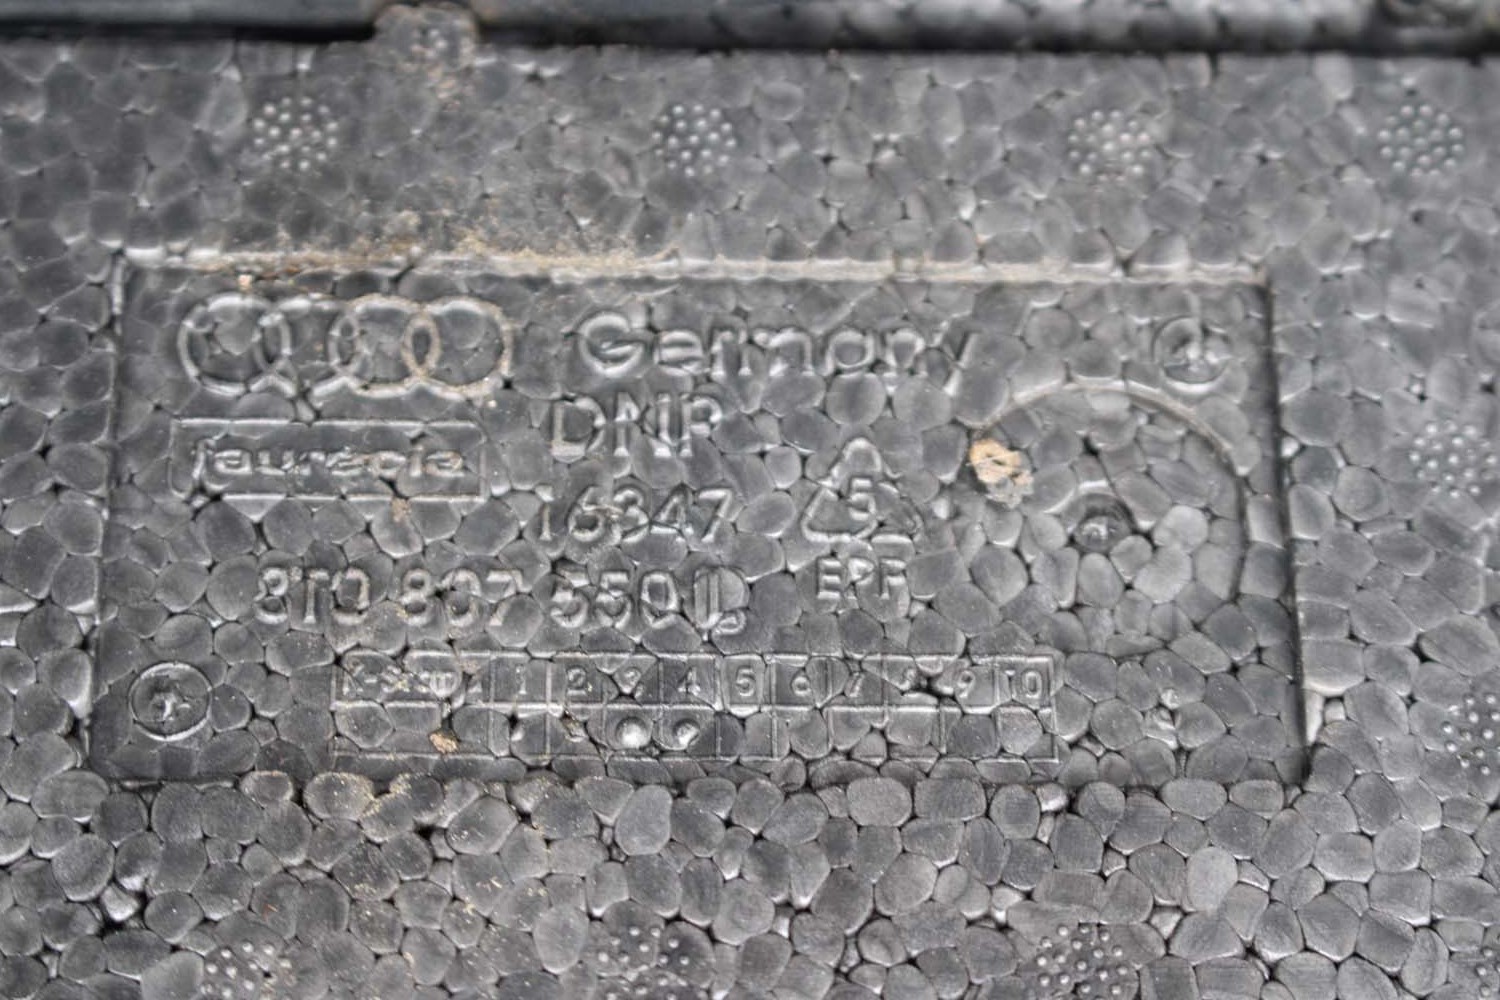 Germany
faurecia
DNP
16347
5
EPP
8T0 807 550
K-Stand 1 2 3 4 5 6 7 8 9 10